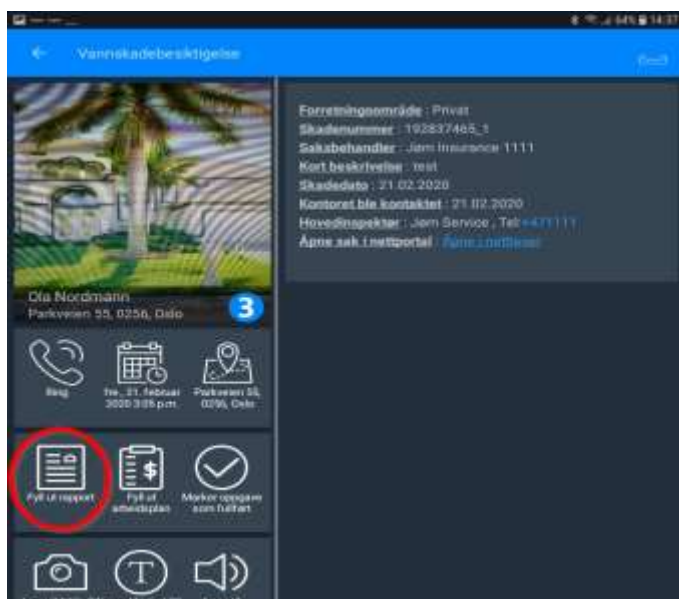 64% 14:37
Vannskadebesiktigelse
Forretningsområde : Privat
Skadenummer : 192837465_1
Saksbehandler : Jørn Insurance 1111
Kort beskrivelse : test
Skadedato : 21.02.2020
Kontoret ble kontaktet : 21.02.2020
Hovedinspektør : Jørn Service , Tel:+471111
Åpne sak i nettportal : Åpne i nettleser
Ola Nordmann
Parkveien 55, 0256, Oslo
3
Ring
fre., 21. februar
2020 3:05 p.m.
Parkveien 55,
0256, Oslo
Fyll ut rapport
Fyll ut
arbeidsplan
Marker oppgave
som fullført
T